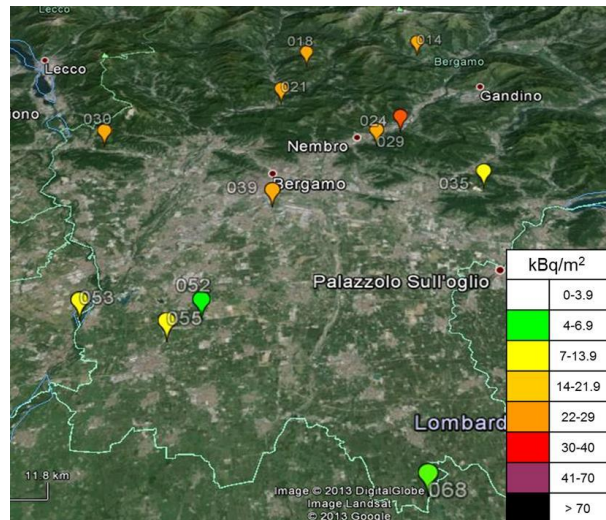 Lecco
018
014
Bergamo
Lecco
021
Gandino
ono
030
024
Nembro
029
Bergamo
035
039
Palazzolo Sull'oglio
kBq/m²
0-3.9
052
053
4-6.9
055
7-13.9
14-21.9
22-29
Lombard
30-40
11.8 km
068
41-70
Image © 2013 DigitalGlobe
Image Landsat
© 2013 Google
> 70